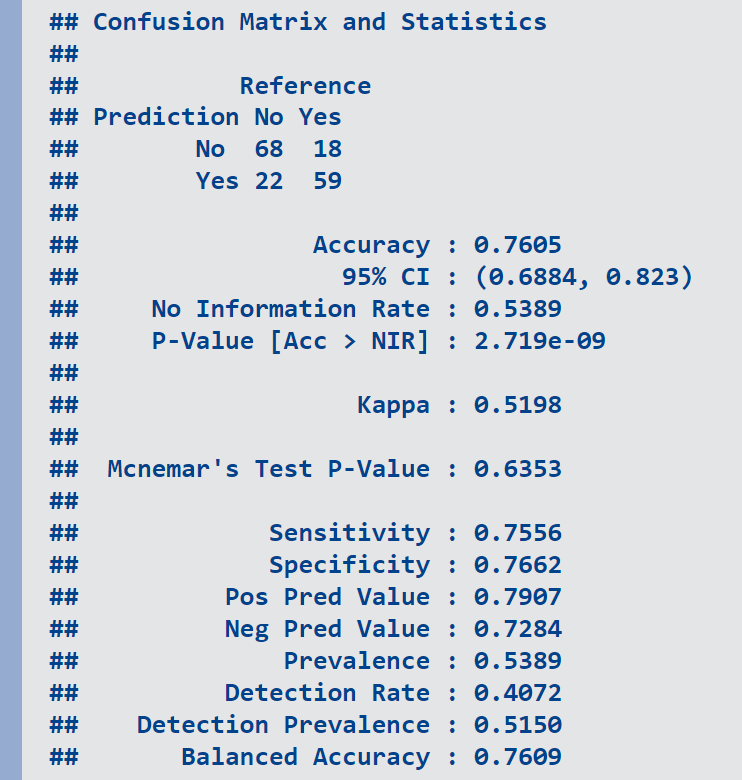 ## Confusion Matrix and Statistics
##
##           Reference
## Prediction No Yes
##        No  68  18
##        Yes 22  59
##
##                Accuracy : 0.7605
##                  95% CI : (0.6884, 0.823)
##     No Information Rate : 0.5389
##     P-Value [Acc > NIR] : 2.719e-09
##
##                   Kappa : 0.5198
##
##  Mcnemar's Test P-Value : 0.6353
##
##             Sensitivity : 0.7556
##             Specificity : 0.7662
##          Pos Pred Value : 0.7907
##          Neg Pred Value : 0.7284
##              Prevalence : 0.5389
##          Detection Rate : 0.4072
##    Detection Prevalence : 0.5150
##       Balanced Accuracy : 0.7609